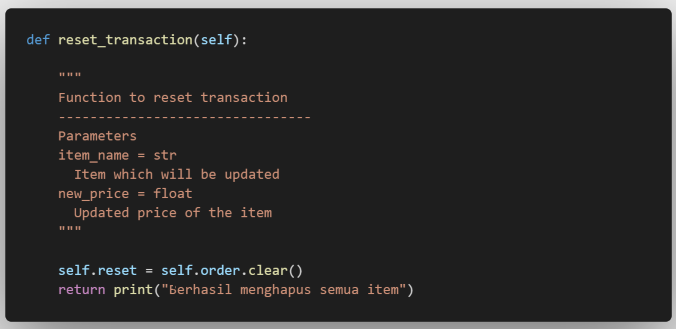 def reset_transaction(self):
"""
Function to reset transaction
--------------------------------
Parameters
item_name = str
Item which will be updated
new_price = float
Updated price of the item
"""
self.reset = self.order.clear()
return print("Berhasil menghapus semua item")